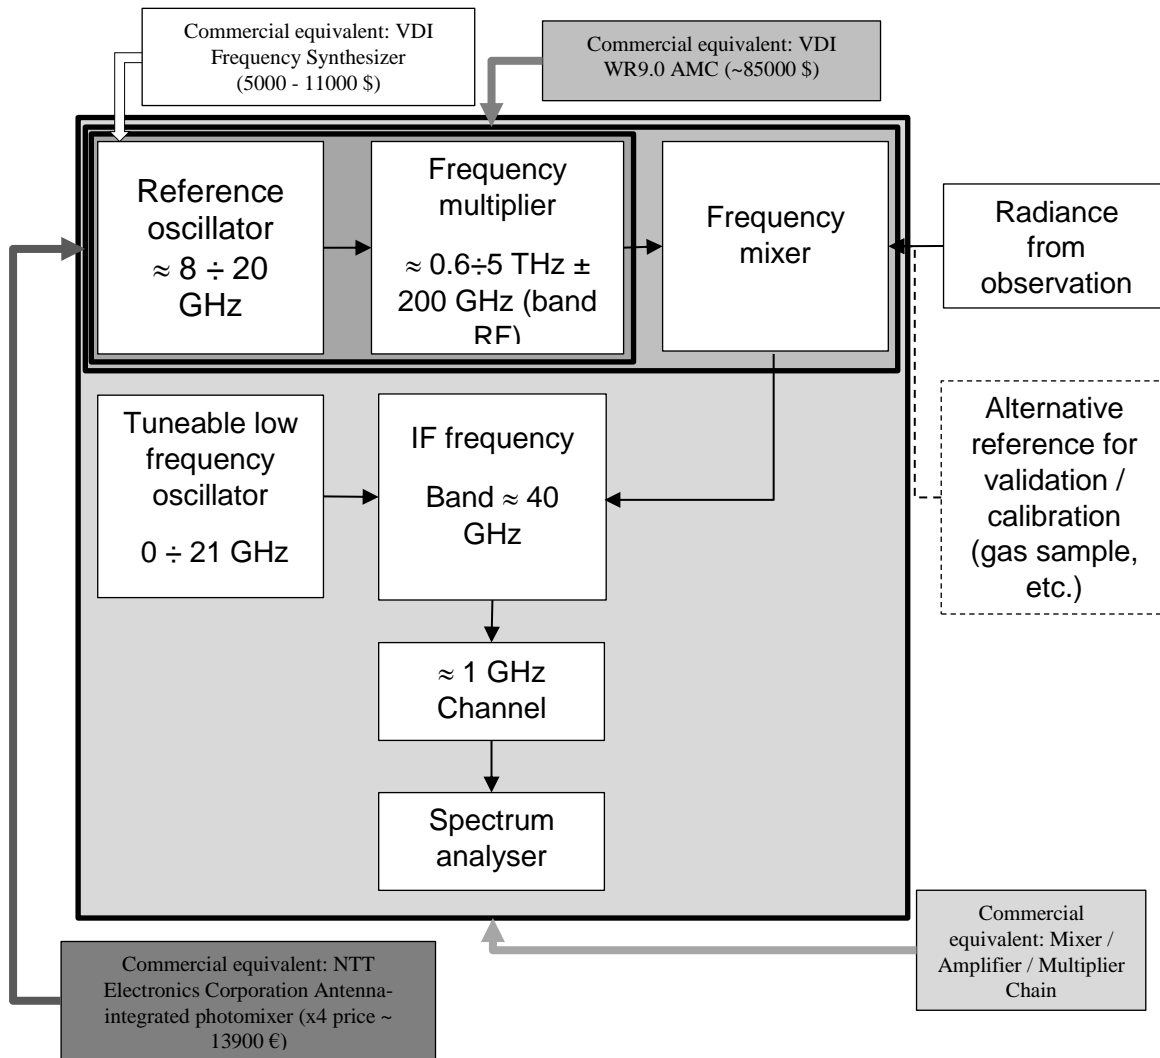 Commercial equivalent: VDI
Frequency Synthesizer
(5000 - 11000 $)
Commercial equivalent: VDI
WR9.0 AMC (~85000 $)
Reference
oscillator
≈ 8 ÷ 20
GHz
Frequency
multiplier
≈ 0.6÷5 THz ±
200 GHz (band
RF)
Frequency
mixer
Radiance
from
observation
Tuneable low
frequency
oscillator
0 ÷ 21 GHz
IF frequency
Band ≈ 40
GHz
Alternative
reference for
validation /
calibration
(gas sample,
etc.)
≈ 1 GHz
Channel
Spectrum
analyser
Commercial
equivalent: Mixer /
Amplifier / Multiplier
Chain
Commercial equivalent: NTT
Electronics Corporation Antenna-
integrated photomixer (x4 price ~
13900 €)